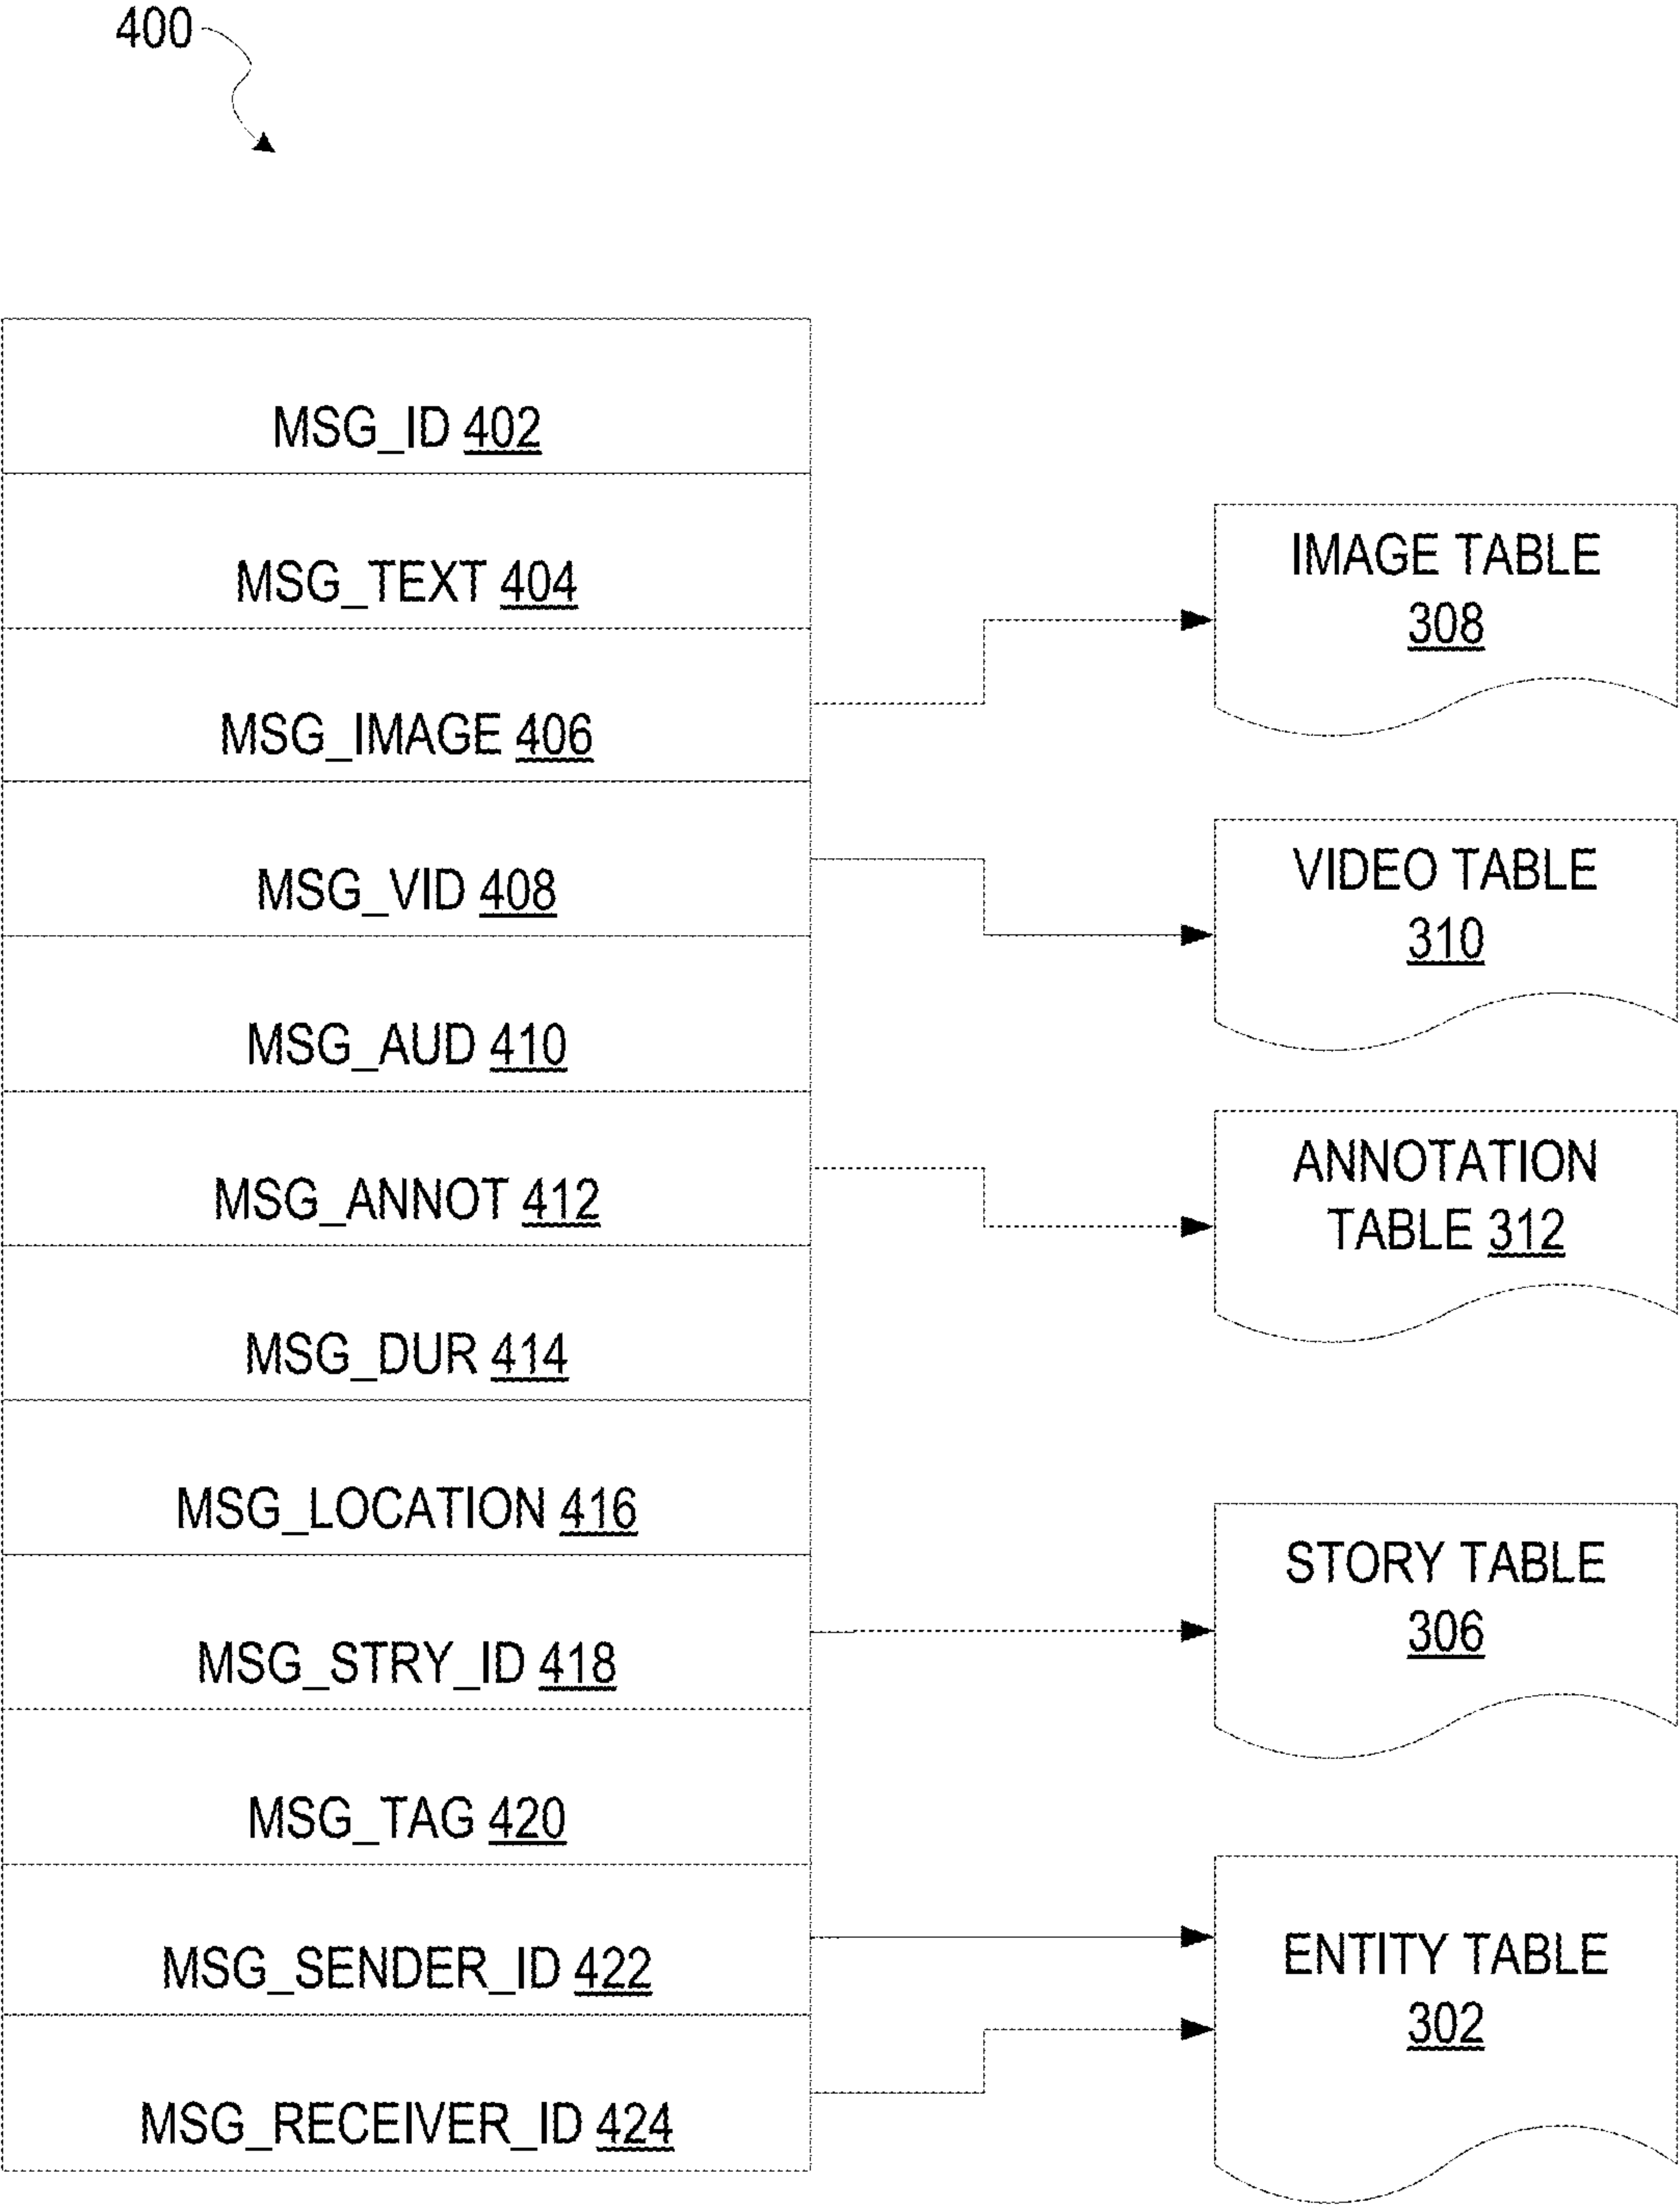 400
MSG_ID 402
MSG_TEXT 404
MSG_IMAGE 406
MSG_VID 408
MSG_AUD 410
MSG_ANNOT 412
MSG_DUR 414
MSG_LOCATION 416
MSG_STRY_ID 418
MSG_TAG 420
MSG_SENDER_ID 422
MSG_RECEIVER_ID 424
IMAGE TABLE
308
VIDEO TABLE
310
ANNOTATION
TABLE 312
STORY TABLE
306
ENTITY TABLE
302